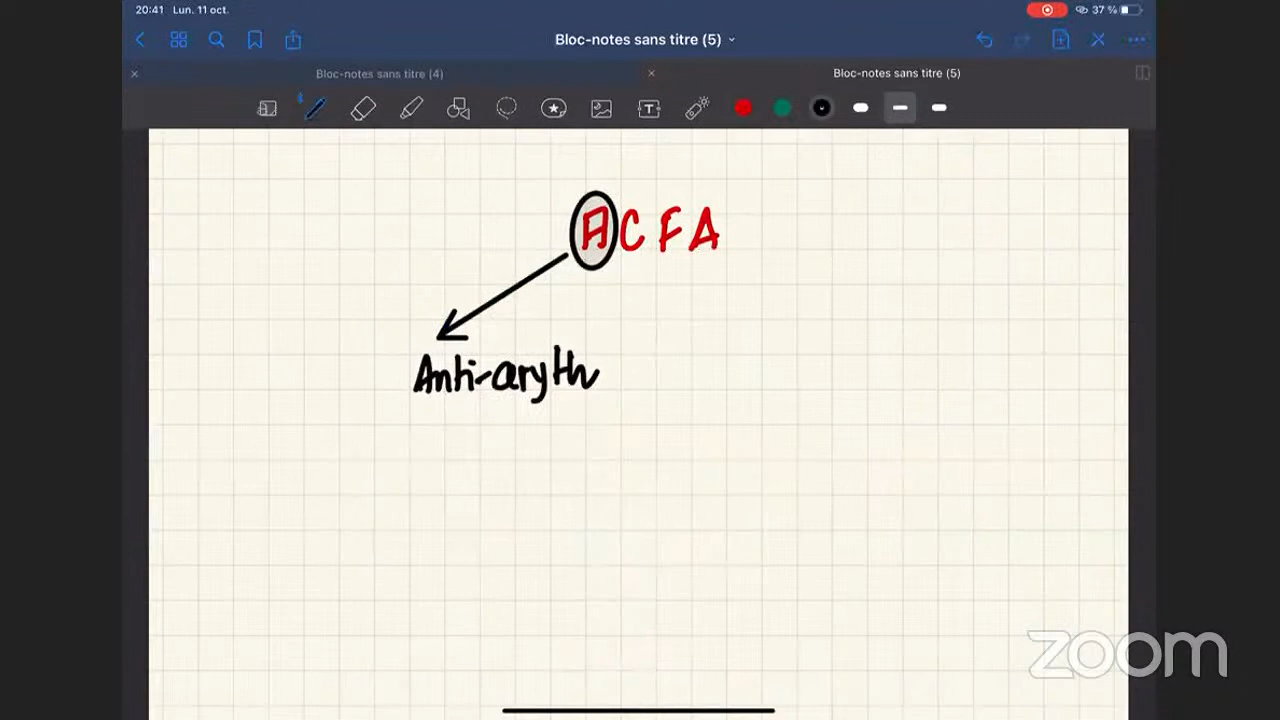 20:41 Lun. 11 oct. 37 %
Bloc-notes sans titre (5)
Bloc-notes sans titre (4) Bloc-notes sans titre (5)
T
ACFA
Anti-aryth
zoom